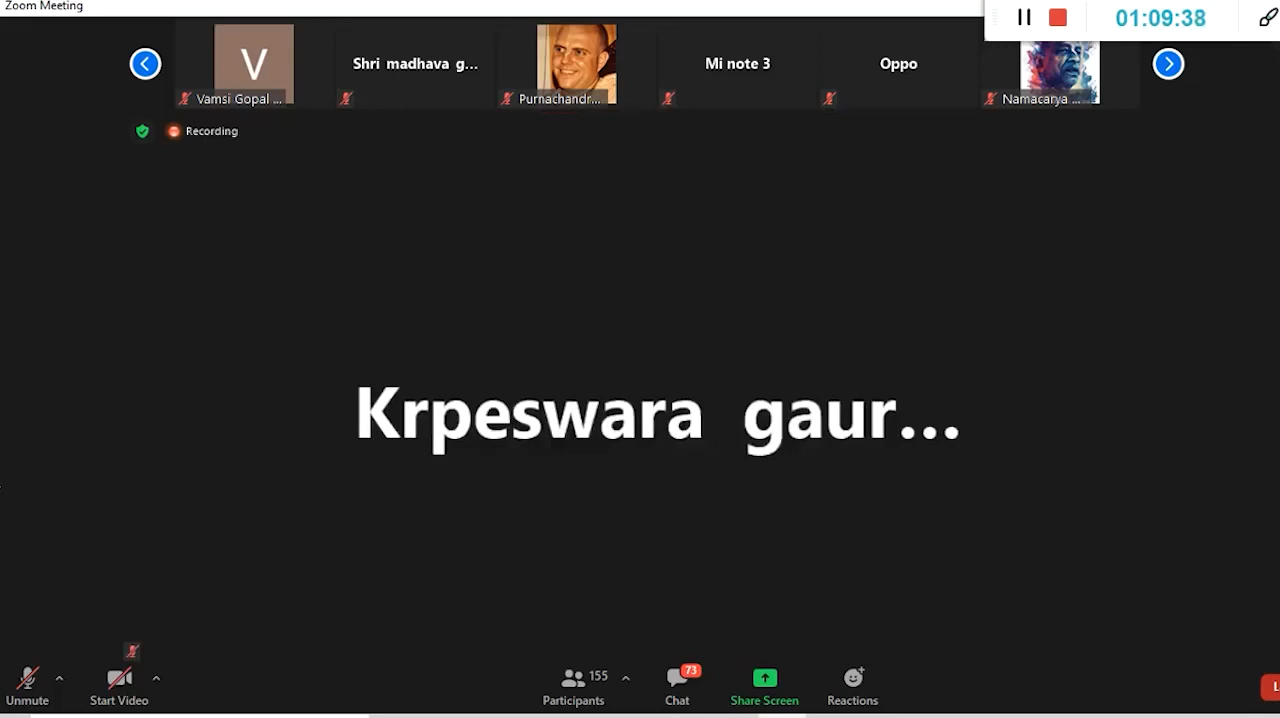 Zoom Meeting
01:09:38
V
Shri madhava g...
Mi note 3
Oppo
Vamsi Gopal ...
Purnachandr...
Namacarya ...
Recording
Krpeswara gaur...
155
73
Unmute
Start Video
Participants
Chat
Share Screen
Reactions
L